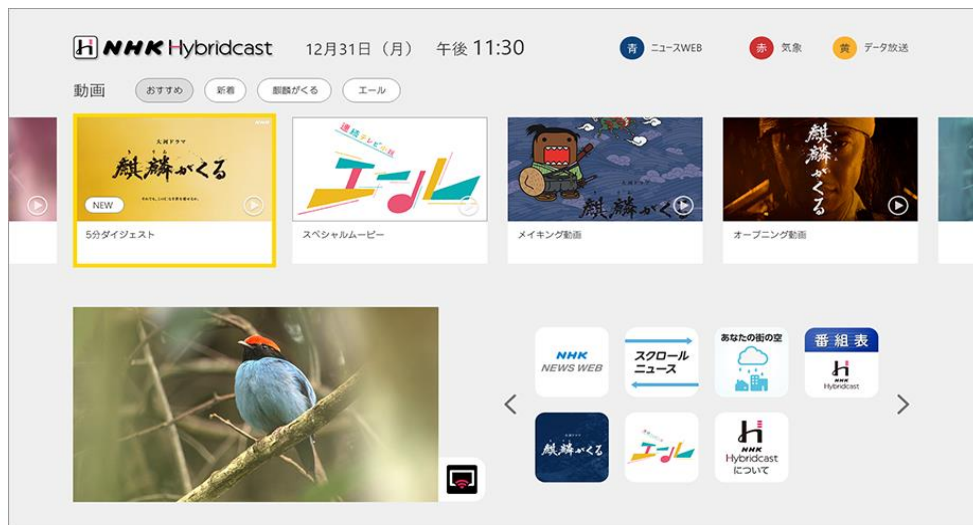 NHK Hybridcast 12月31日（月） 午後 11:30 青 ニュースWEB 赤 気象 黄 データ放送
動画 おすすめ 新着 麒麟がくる エール
NHK
大河ドラマ
麒麟がくる
NEW
5分ダイジェスト
連続テレビ小説
エール
スペシャルムービー
麒麟がくる
メイキング動画
麒麟がくる
オープニング動画
NHK
NEWS WEB
スクロール
ニュース
あなたの街の空
番組表
NHK
Hybridcast
麒麟がくる
エール
NHK
Hybridcast
について